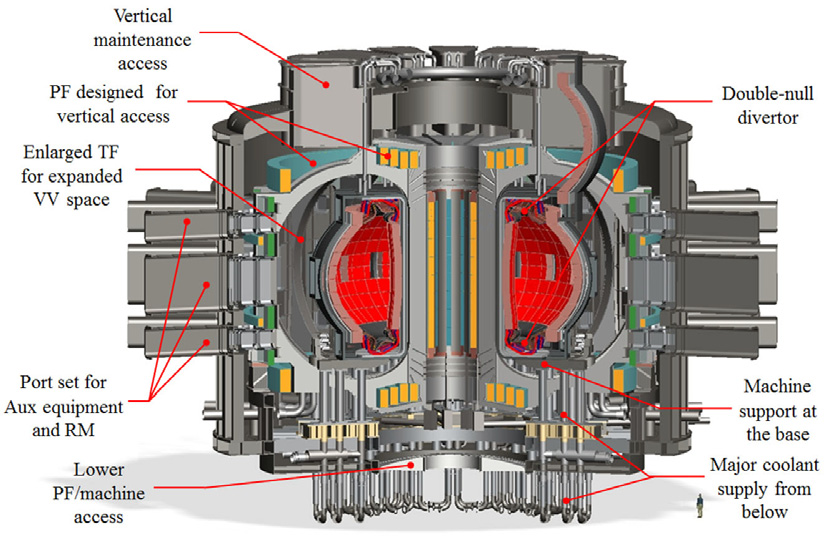 Vertical
maintenance
access
PF designed for
vertical access
Enlarged TF
for expanded
VV space
Port set for
Aux equipment
and RM
Lower
PF/machine
access
Double-null
divertor
Machine
support at
the base
Major coolant
supply from
below